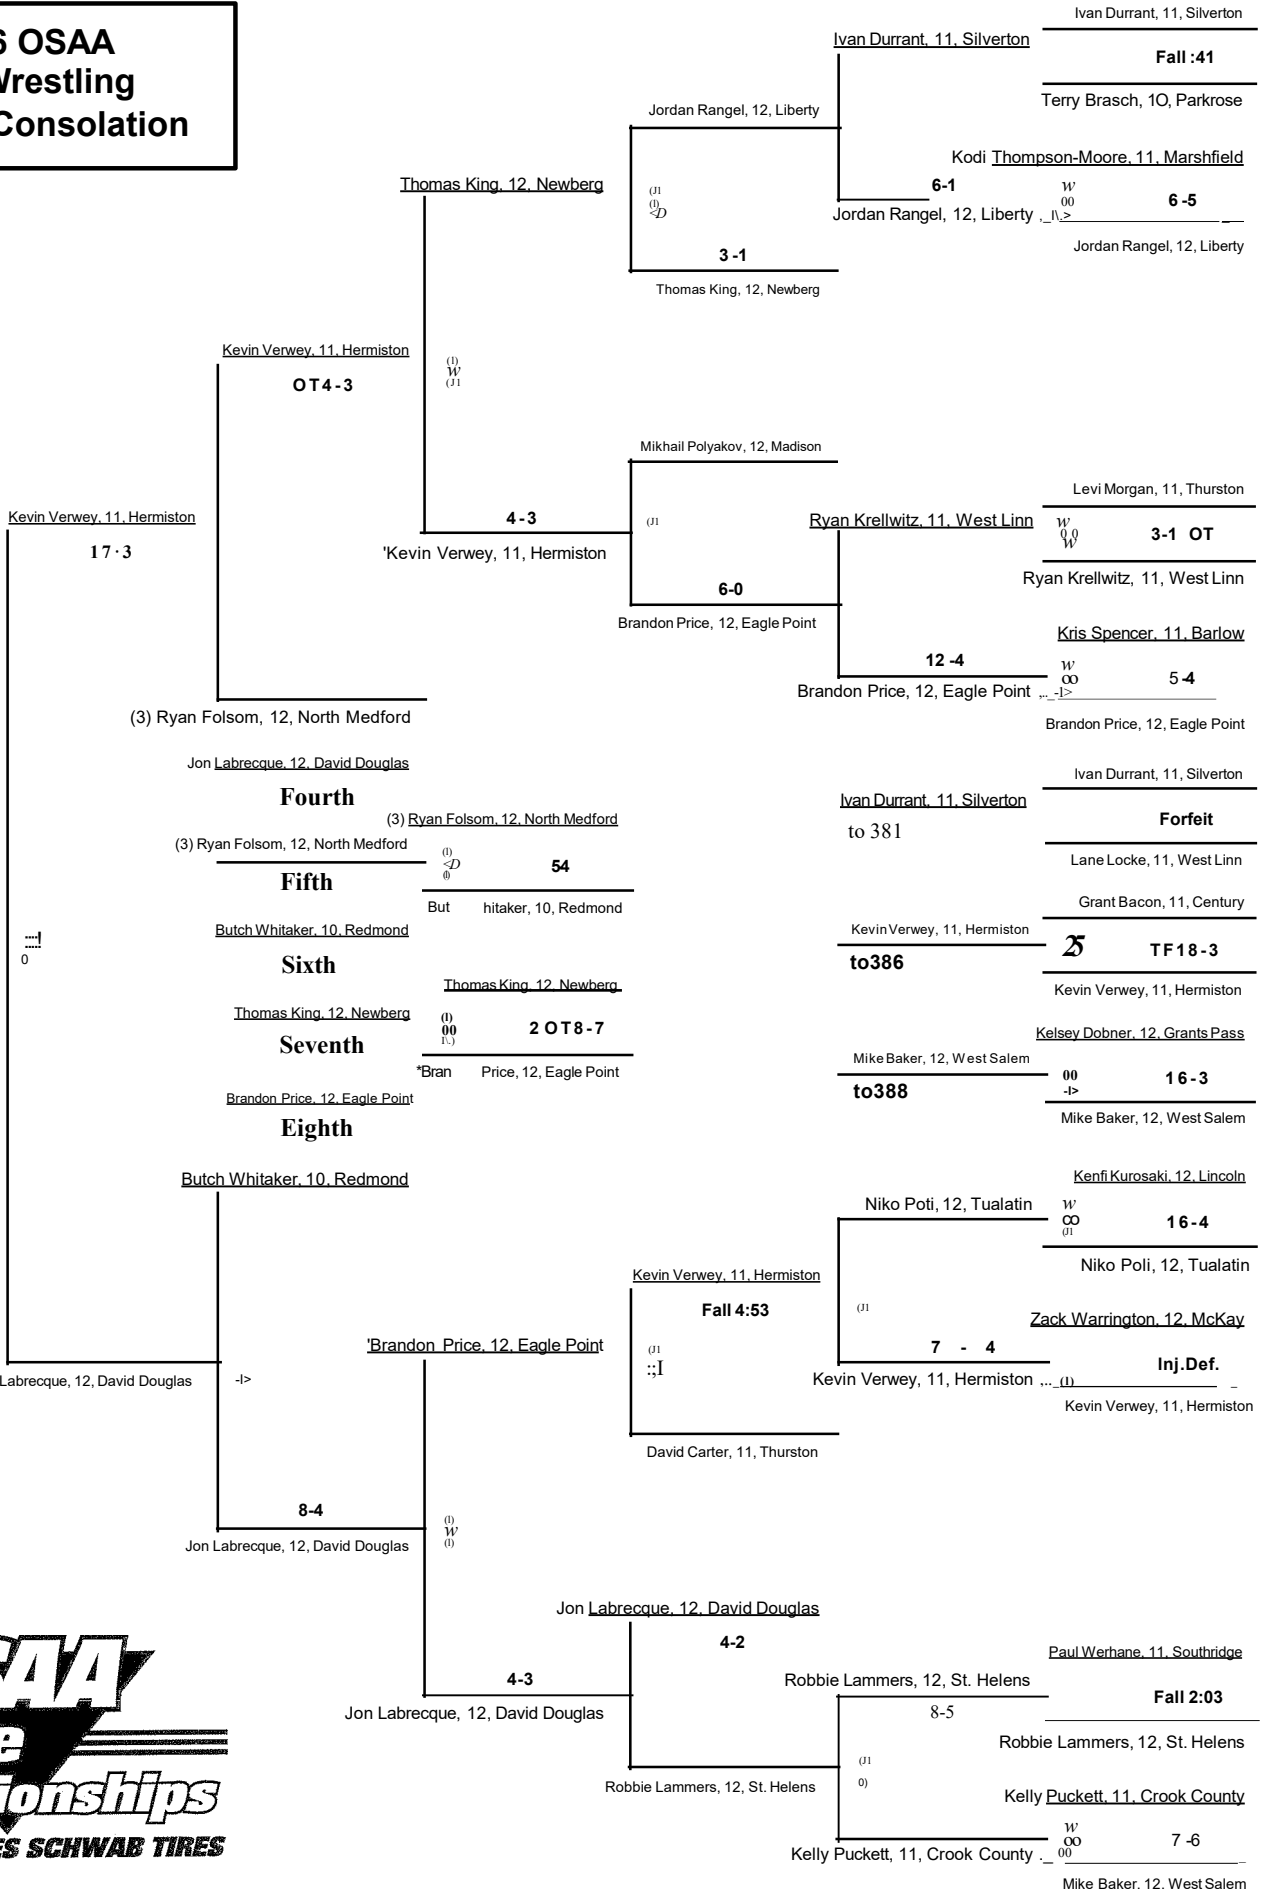 6 OSAA
Wrestling
Consolation
Ivan Durrant, 11, Silverton
Fall :41
Terry Brasch, 1O, Parkrose
Ivan Durrant, 11, Silverton
Jordan Rangel, 12, Liberty
Kodi Thompson-Moore, 11, Marshfield
6-1
6 -5
Jordan Rangel, 12, Liberty
Jordan Rangel, 12, Liberty
Thomas King, 12, Newberg
3 -1
Thomas King, 12, Newberg
Kevin Verwey, 11, Hermiston
OT4-3
Mikhail Polyakov, 12, Madison
Levi Morgan, 11, Thurston
3-1 OT
Ryan Krellwitz, 11, West Linn
Ryan Krellwitz, 11, West Linn
Kevin Verwey, 11, Hermiston
17·3
4-3
'Kevin Verwey, 11, Hermiston
6-0
Brandon Price, 12, Eagle Point
Kris Spencer, 11, Barlow
12 -4
5-4
Brandon Price, 12, Eagle Point
Brandon Price, 12, Eagle Point
(3) Ryan Folsom, 12, North Medford
Jon Labrecque, 12, David Douglas
Fourth
(3) Ryan Folsom, 12, North Medford
(3) Ryan Folsom, 12, North Medford
54
Fifth
But hitaker, 10, Redmond
Butch Whitaker, 10, Redmond
Sixth
Thomas King, 12, Newberg
Thomas King, 12, Newberg
2 OT8-7
Seventh
*Bran Price, 12, Eagle Point
Brandon Price, 12, Eagle Point
Eighth
Ivan Durrant, 11, Silverton
Ivan Durrant, 11, Silverton
to 381
Forfeit
Lane Locke, 11, West Linn
Grant Bacon, 11, Century
Kevin Verwey, 11, Hermiston
to386
25
TF18-3
Kevin Verwey, 11, Hermiston
Kelsey Dobner, 12, Grants Pass
Mike Baker, 12, West Salem
to388
16-3
Mike Baker, 12, West Salem
Butch Whitaker, 10, Redmond
Kenfi Kurosaki, 12, Lincoln
Niko Poti, 12, Tualatin
16-4
Niko Poli, 12, Tualatin
Kevin Verwey, 11, Hermiston
Fall 4:53
Zack Warrington, 12, McKay
7 - 4
Inj.Def.
Kevin Verwey, 11, Hermiston
Kevin Verwey, 11, Hermiston
'Brandon Price, 12, Eagle Point
Labrecque, 12, David Douglas
David Carter, 11, Thurston
8-4
Jon Labrecque, 12, David Douglas
Jon Labrecque, 12, David Douglas
4-2
4-3
Jon Labrecque, 12, David Douglas
Paul Werhane, 11, Southridge
Robbie Lammers, 12, St. Helens
8-5
Fall 2:03
Robbie Lammers, 12, St. Helens
Robbie Lammers, 12, St. Helens
Kelly Puckett, 11, Crook County
7 -6
Kelly Puckett, 11, Crook County
Mike Baker, 12, West Salem
SAA
e
ionships
ES SCHWAB TIRES